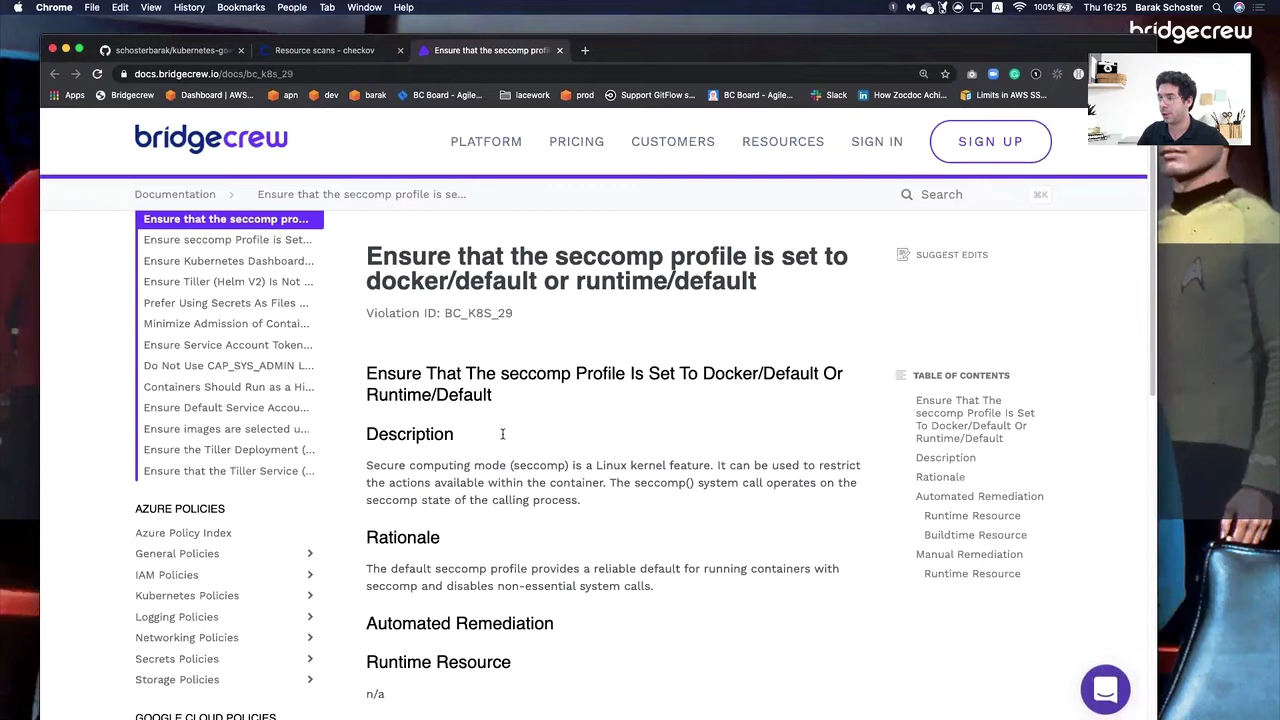 Chrome File Edit View History Bookmarks People Tab Window Help
100% Thu 16:25 Barak Schoster
bridgecrew
schosterbarak/kubernetes-go
Resource scans - checkov
Ensure that the seccomp profi
docs.bridgecrew.io/docs/bc_k8s_29
Apps Bridgecrew Dashboard | AWS... apn dev barak BC Board - Agile... lacework prod Support GitFlow s... BC Board - Agile... Slack How Zocdoc Achi... Limits in AWS SS...
bridgecrew
PLATFORM PRICING CUSTOMERS RESOURCES SIGN IN SIGN UP
Documentation > Ensure that the seccomp profile is se...
Search ⌘K
Ensure that the seccomp pro...
Ensure seccomp Profile is Set...
Ensure Kubernetes Dashboard...
Ensure Tiller (Helm V2) Is Not ...
Prefer Using Secrets As Files ...
Minimize Admission of Contai...
Ensure Service Account Token...
Do Not Use CAP_SYS_ADMIN L...
Containers Should Run as a Hi...
Ensure Default Service Accou...
Ensure images are selected u...
Ensure the Tiller Deployment (...
Ensure that the Tiller Service (...
AZURE POLICIES
Azure Policy Index
General Policies
IAM Policies
Kubernetes Policies
Logging Policies
Networking Policies
Secrets Policies
Storage Policies
GOOGLE CLOUD POLICIES
Ensure that the seccomp profile is set to
docker/default or runtime/default
Violation ID: BC_K8S_29
Ensure That The seccomp Profile Is Set To Docker/Default Or
Runtime/Default
Description
Secure computing mode (seccomp) is a Linux kernel feature. It can be used to restrict
the actions available within the container. The seccomp() system call operates on the
seccomp state of the calling process.
Rationale
The default seccomp profile provides a reliable default for running containers with
seccomp and disables non-essential system calls.
Automated Remediation
Runtime Resource
n/a
SUGGEST EDITS
TABLE OF CONTENTS
Ensure That The
seccomp Profile Is Set
To Docker/Default Or
Runtime/Default
Description
Rationale
Automated Remediation
Runtime Resource
Buildtime Resource
Manual Remediation
Runtime Resource